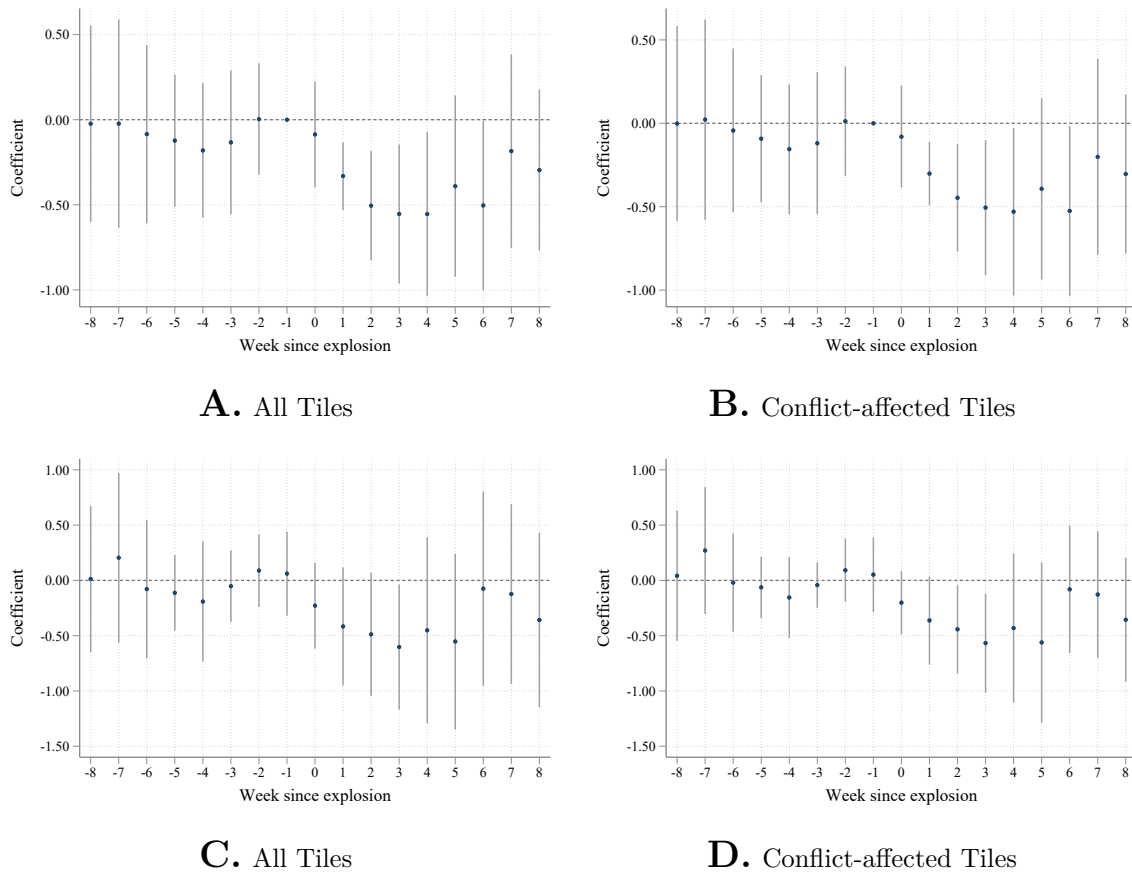 0.50
0.00
-0.50
-1.00
Coefficient
-8 -7 -6 -5 -4 -3 -2 -1 0 1 2 3 4 5 6 7 8
Week since explosion
A. All Tiles
0.50
0.00
-0.50
-1.00
Coefficient
-8 -7 -6 -5 -4 -3 -2 -1 0 1 2 3 4 5 6 7 8
Week since explosion
B. Conflict-affected Tiles
1.00
0.50
0.00
-0.50
-1.00
-1.50
Coefficient
-8 -7 -6 -5 -4 -3 -2 -1 0 1 2 3 4 5 6 7 8
Week since explosion
C. All Tiles
1.00
0.50
0.00
-0.50
-1.00
-1.50
Coefficient
-8 -7 -6 -5 -4 -3 -2 -1 0 1 2 3 4 5 6 7 8
Week since explosion
D. Conflict-affected Tiles